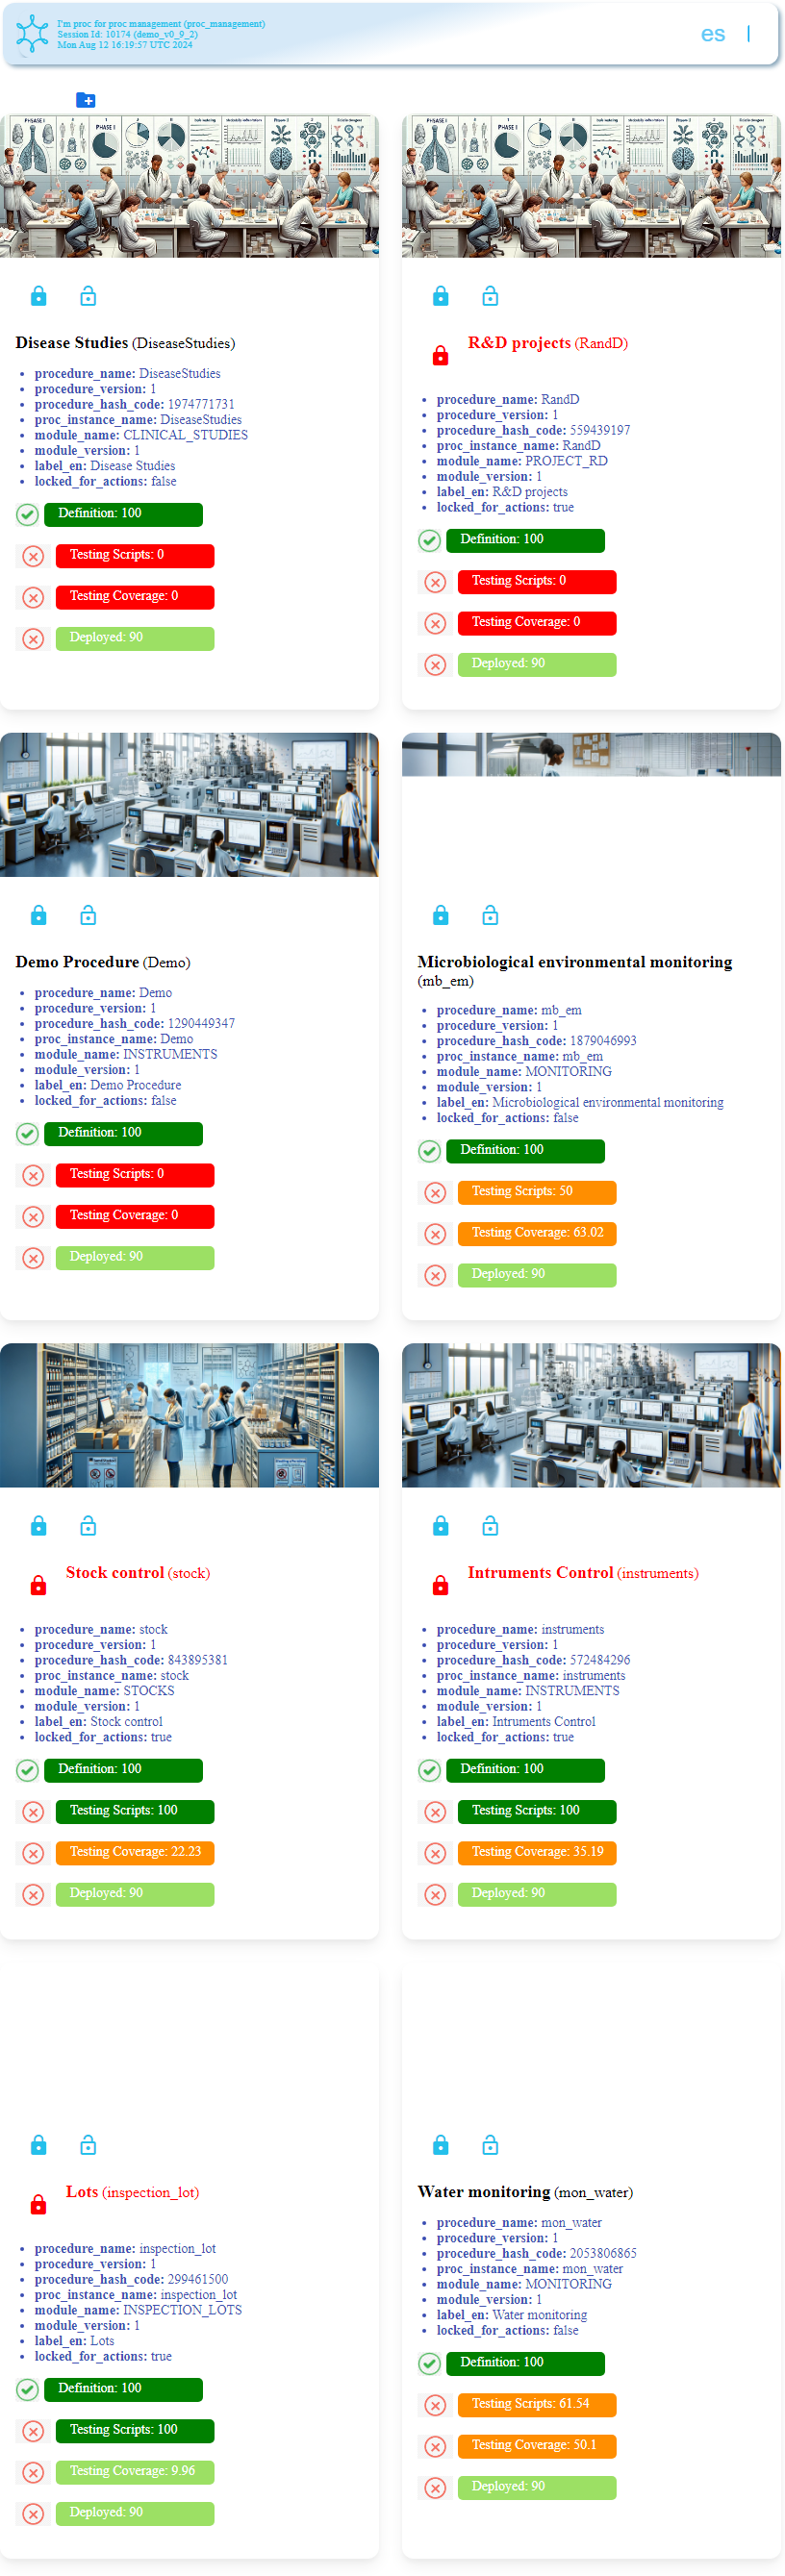 I'm proc for proc management (proc_management)
Session Id: 10174 (demo_v0_9_2)
Mon Aug 12 16:19:57 UTC 2024
es
Disease Studies (DiseaseStudies)
procedure_name: DiseaseStudies
procedure_version: 1
procedure_hash_code: 1974771731
proc_instance_name: DiseaseStudies
module_name: CLINICAL_STUDIES
module_version: 1
label_en: Disease Studies
locked_for_actions: false
Definition: 100
Testing Scripts: 0
Testing Coverage: 0
Deployed: 90
R&D projects (RandD)
procedure_name: RandD
procedure_version: 1
procedure_hash_code: 559439197
proc_instance_name: RandD
module_name: PROJECT_RD
module_version: 1
label_en: R&D projects
locked_for_actions: true
Definition: 100
Testing Scripts: 0
Testing Coverage: 0
Deployed: 90
Demo Procedure (Demo)
procedure_name: Demo
procedure_version: 1
procedure_hash_code: 1290449347
proc_instance_name: Demo
module_name: INSTRUMENTS
module_version: 1
label_en: Demo Procedure
locked_for_actions: false
Definition: 100
Testing Scripts: 0
Testing Coverage: 0
Deployed: 90
Microbiological environmental monitoring
(mb_em)
procedure_name: mb_em
procedure_version: 1
procedure_hash_code: 1879046993
proc_instance_name: mb_em
module_name: MONITORING
module_version: 1
label_en: Microbiological environmental monitoring
locked_for_actions: false
Definition: 100
Testing Scripts: 50
Testing Coverage: 63.02
Deployed: 90
Stock control (stock)
procedure_name: stock
procedure_version: 1
procedure_hash_code: 843895381
proc_instance_name: stock
module_name: STOCKS
module_version: 1
label_en: Stock control
locked_for_actions: true
Definition: 100
Testing Scripts: 100
Testing Coverage: 22.23
Deployed: 90
Intruments Control (instruments)
procedure_name: instruments
procedure_version: 1
procedure_hash_code: 572484296
proc_instance_name: instruments
module_name: INSTRUMENTS
module_version: 1
label_en: Intruments Control
locked_for_actions: true
Definition: 100
Testing Scripts: 100
Testing Coverage: 35.19
Deployed: 90
Lots (inspection_lot)
procedure_name: inspection_lot
procedure_version: 1
procedure_hash_code: 299461500
proc_instance_name: inspection_lot
module_name: INSPECTION_LOTS
module_version: 1
label_en: Lots
locked_for_actions: true
Definition: 100
Testing Scripts: 100
Testing Coverage: 9.96
Deployed: 90
Water monitoring (mon_water)
procedure_name: mon_water
procedure_version: 1
procedure_hash_code: 2053806865
proc_instance_name: mon_water
module_name: MONITORING
module_version: 1
label_en: Water monitoring
locked_for_actions: false
Definition: 100
Testing Scripts: 61.54
Testing Coverage: 50.1
Deployed: 90